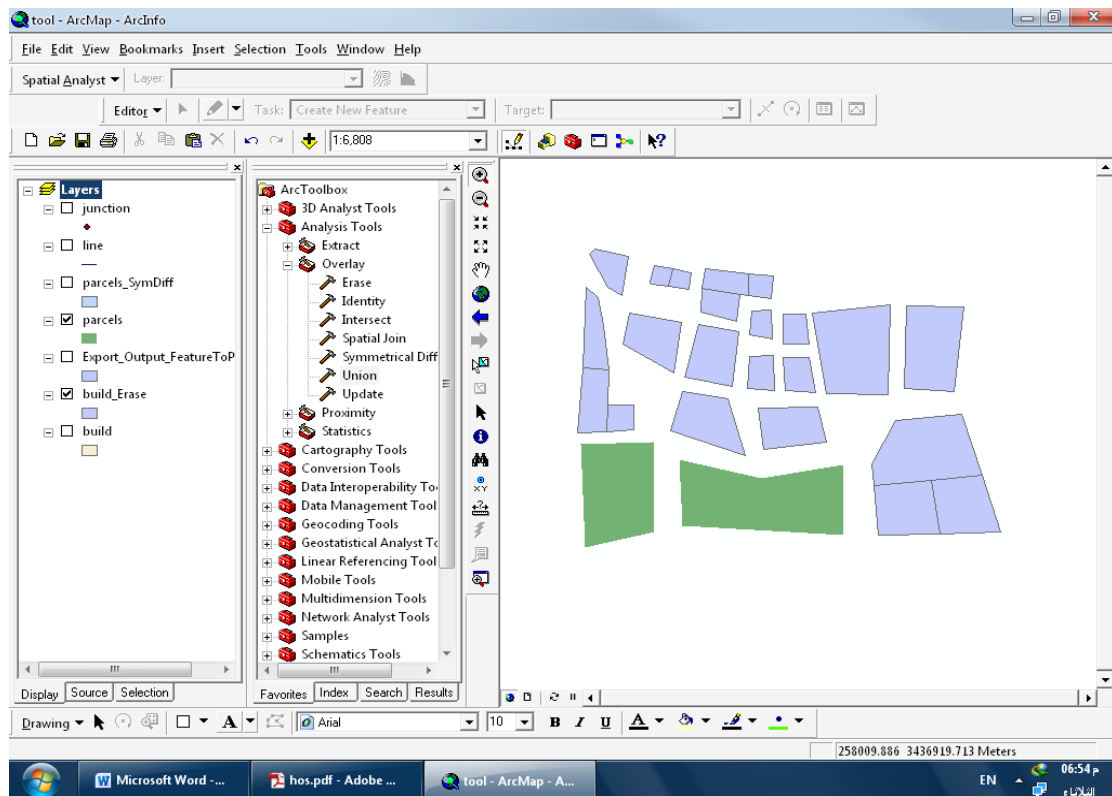 tool - ArcMap - ArcInfo
File Edit View Bookmarks Insert Selection Tools Window Help
Spatial Analyst Layer:
Editor Task: Create New Feature Target:
1:6,808
Layers
junction
line
parcels_SymDiff
parcels
Export_Output_FeatureToP
build_Erase
build
Display Source Selection
ArcToolbox
3D Analyst Tools
Analysis Tools
Extract
Overlay
Erase
Identity
Intersect
Spatial Join
Symmetrical Diff
Union
Update
Proximity
Statistics
Cartography Tools
Conversion Tools
Data Interoperability To
Data Management Tool
Geocoding Tools
Geostatistical Analyst To
Linear Referencing Tool
Mobile Tools
Multidimension Tools
Network Analyst Tools
Samples
Schematics Tools
Favorites Index Search Results
Drawing A Arial 10 B I U A
258009.886 3436919.713 Meters
Microsoft Word -... hos.pdf - Adobe ... tool - ArcMap - A... EN 06:54 م
الثلاثاء